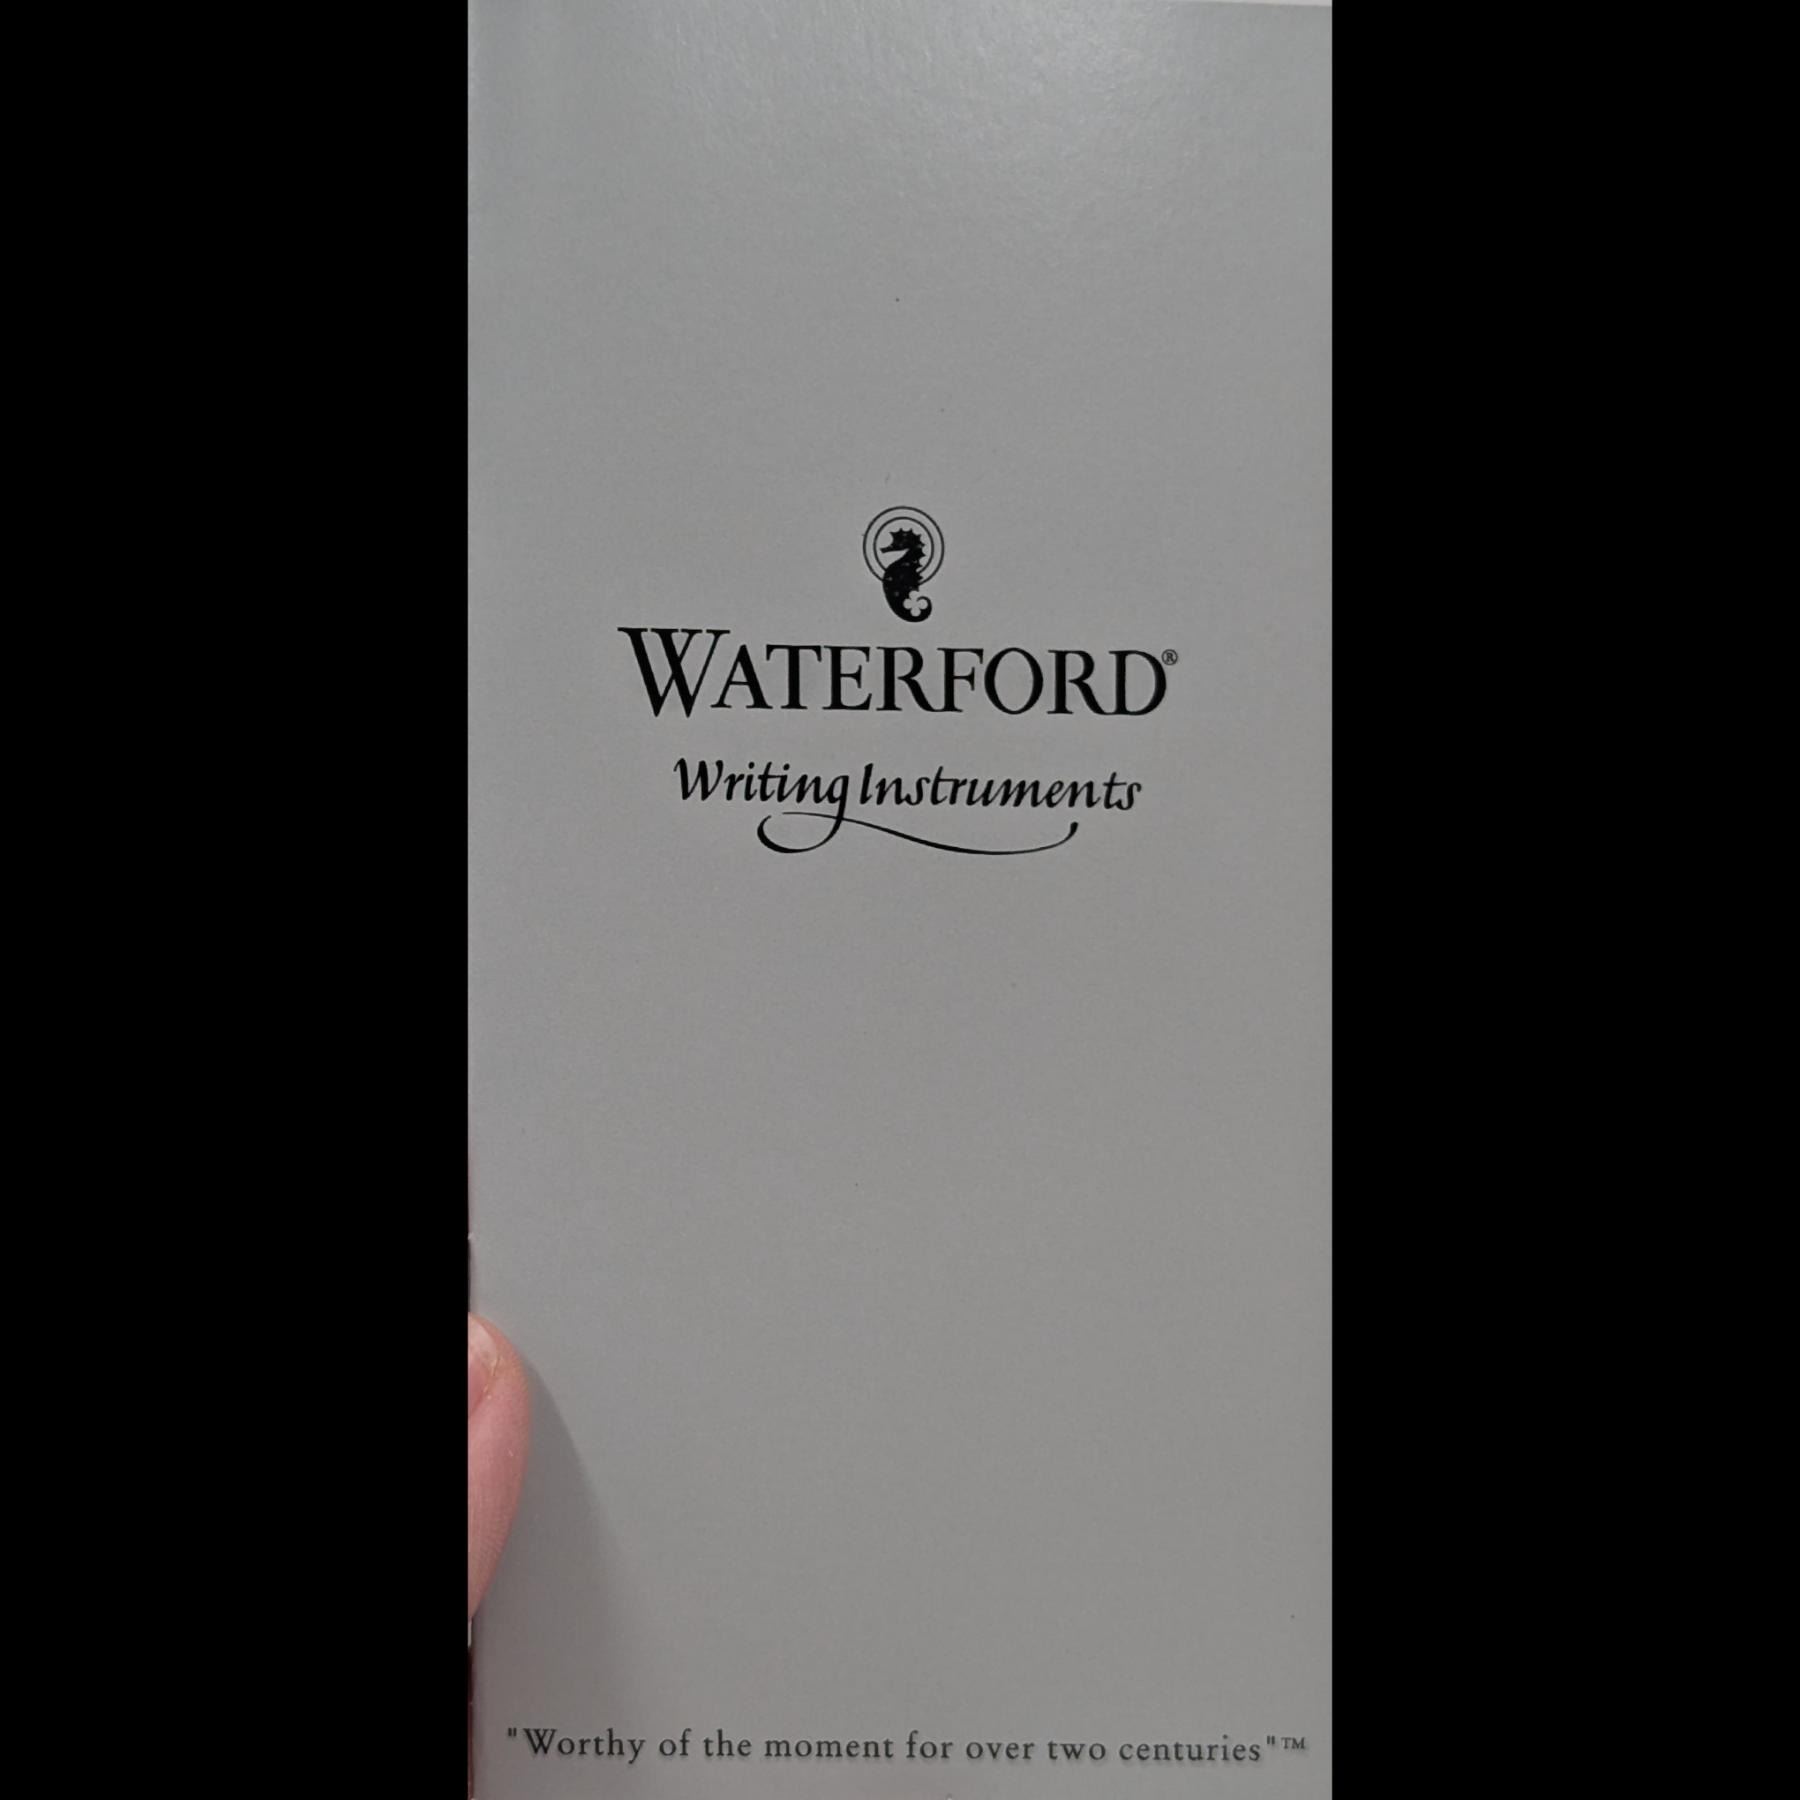 WATERFORD®
Writing Instruments
"Worthy of the moment for over two centuries"™